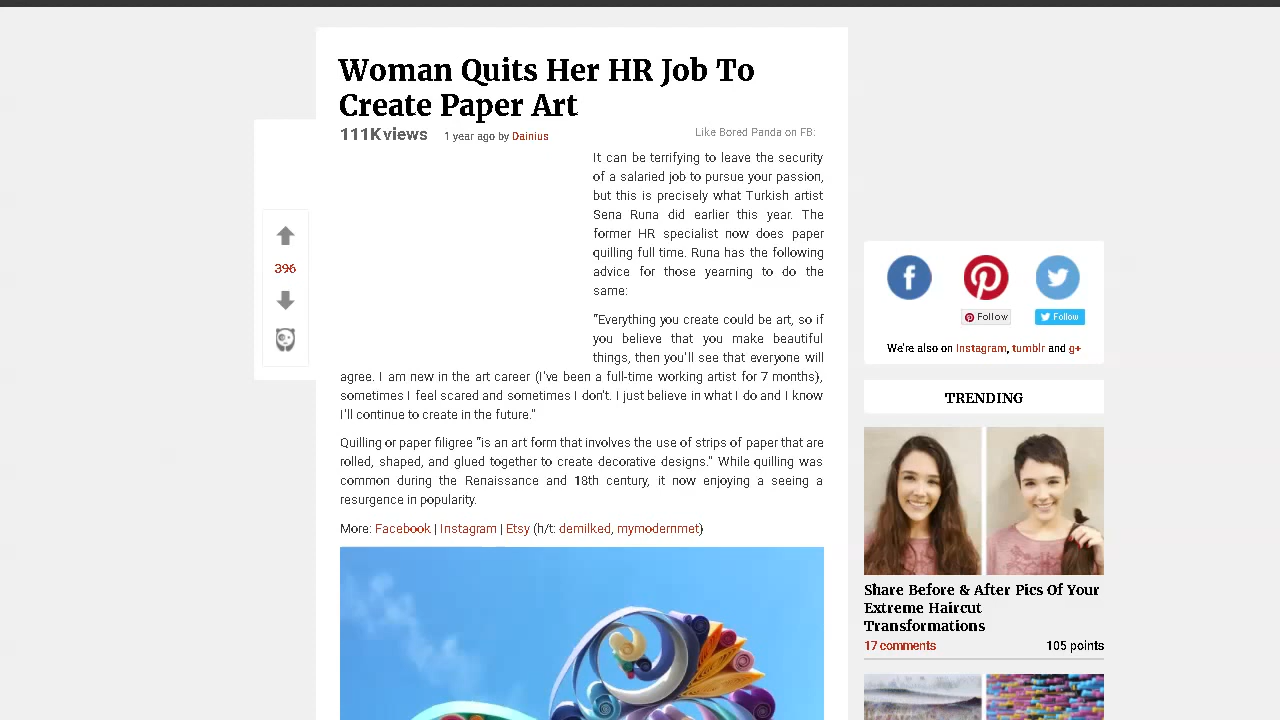 Woman Quits Her HR Job To
Create Paper Art
111K views 1 year ago by Dainius
Like Bored Panda on FB:
It can be terrifying to leave the security
of a salaried job to pursue your passion,
but this is precisely what Turkish artist
Sena Runa did earlier this year. The
former HR specialist now does paper
quilling full time. Runa has the following
advice for those yearning to do the
same:
"Everything you create could be art, so if
you believe that you make beautiful
things, then you'll see that everyone will
agree. I am new in the art career (I've been a full-time working artist for 7 months),
sometimes I feel scared and sometimes I don't. I just believe in what I do and I know
I'll continue to create in the future."
Quilling or paper filigree "is an art form that involves the use of strips of paper that are
rolled, shaped, and glued together to create decorative designs." While quilling was
common during the Renaissance and 18th century, it now enjoying a seeing a
resurgence in popularity.
More: Facebook | Instagram | Etsy (h/t: demilked, mymodernmet)
396
Follow
Follow
We're also on Instagram, tumblr and g+
TRENDING
Share Before & After Pics Of Your
Extreme Haircut
Transformations
17 comments 105 points